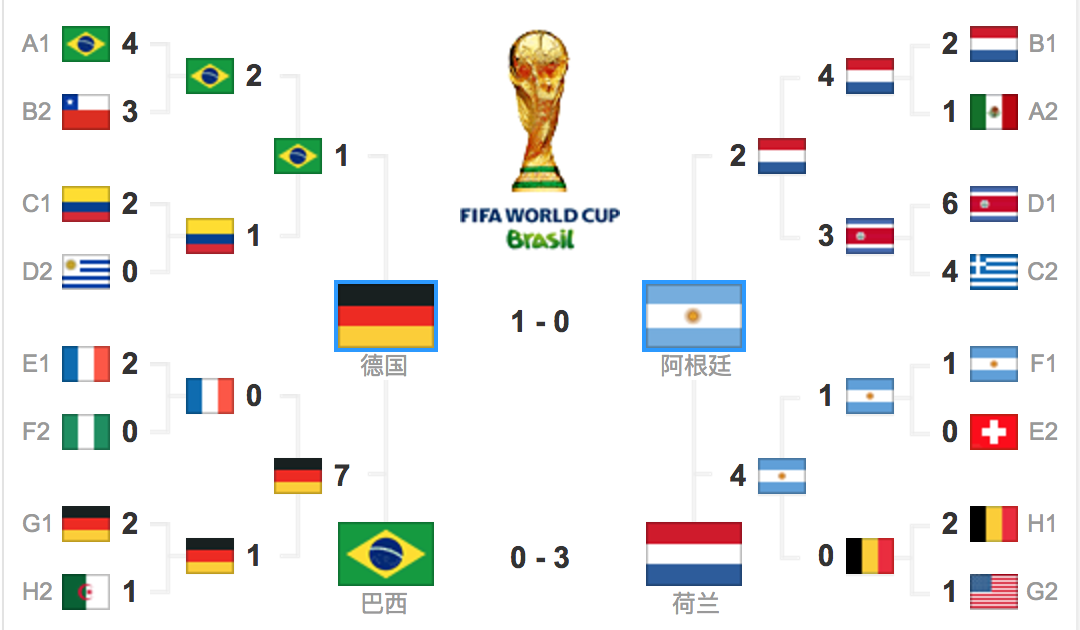 A1 4
2
B2 3
1
C1 2
1
D2 0
德国
E1 2
0
F2 0
7
G1 2
1
H2 1
巴西
FIFA WORLD CUP
Brasil
1 - 0
0 - 3
2 B1
4
1 A2
2
6 D1
3
4 C2
阿根廷
1 F1
1
0 E2
4
2 H1
0
1 G2
荷兰